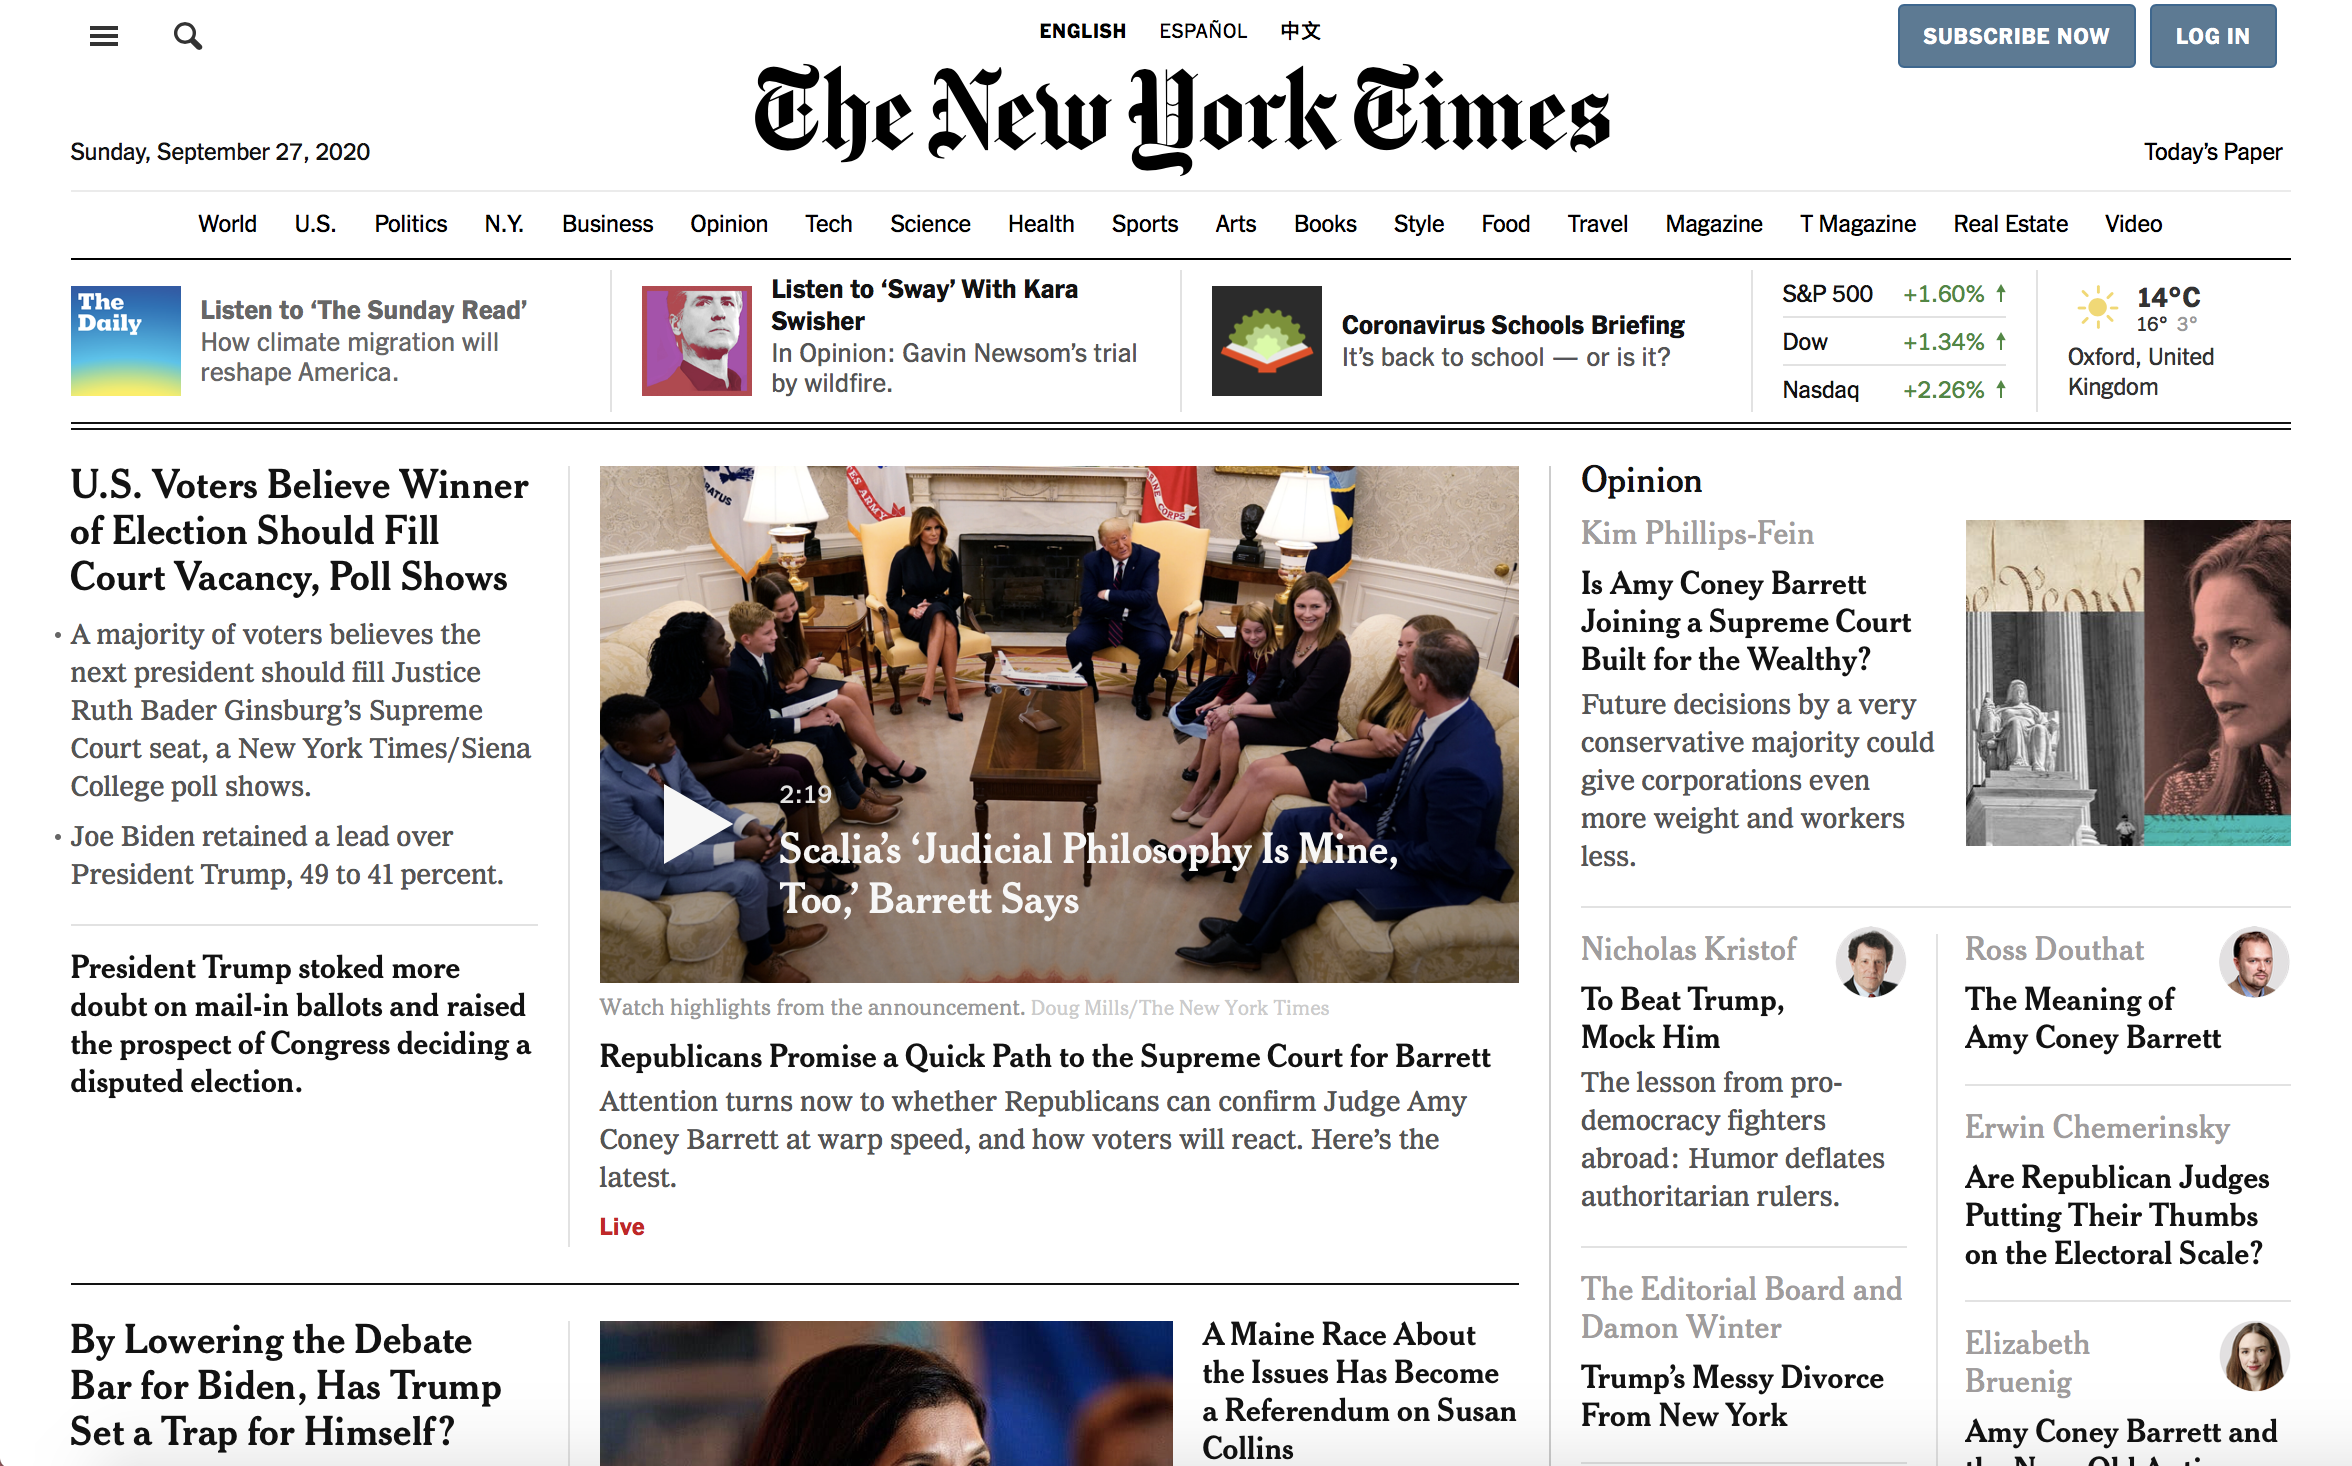 ENGLISH ESPAÑOL 中文
SUBSCRIBE NOW
LOG IN
The New York Times
Sunday, September 27, 2020
Today's Paper
World U.S. Politics N.Y. Business Opinion Tech Science Health Sports Arts Books Style Food Travel Magazine T Magazine Real Estate Video
The
Daily
Listen to ‘The Sunday Read’
How climate migration will
reshape America.
Listen to ‘Sway’ With Kara
Swisher
In Opinion: Gavin Newsom’s trial
by wildfire.
Coronavirus Schools Briefing
It’s back to school — or is it?
S&P 500 +1.60% ↑
Dow +1.34% ↑
Nasdaq +2.26% ↑
14°C
16° 3°
Oxford, United
Kingdom
U.S. Voters Believe Winner
of Election Should Fill
Court Vacancy, Poll Shows
• A majority of voters believes the
next president should fill Justice
Ruth Bader Ginsburg’s Supreme
Court seat, a New York Times/Siena
College poll shows.
• Joe Biden retained a lead over
President Trump, 49 to 41 percent.
President Trump stoked more
doubt on mail-in ballots and raised
the prospect of Congress deciding a
disputed election.
2:19
Scalia’s ‘Judicial Philosophy Is Mine,
Too,’ Barrett Says
Watch highlights from the announcement. Doug Mills/The New York Times
Republicans Promise a Quick Path to the Supreme Court for Barrett
Attention turns now to whether Republicans can confirm Judge Amy
Coney Barrett at warp speed, and how voters will react. Here’s the
latest.
Live
By Lowering the Debate
Bar for Biden, Has Trump
Set a Trap for Himself?
A Maine Race About
the Issues Has Become
a Referendum on Susan
Collins
Opinion
Kim Phillips-Fein
Is Amy Coney Barrett
Joining a Supreme Court
Built for the Wealthy?
Future decisions by a very
conservative majority could
give corporations even
more weight and workers
less.
Nicholas Kristof
To Beat Trump,
Mock Him
The lesson from pro-
democracy fighters
abroad: Humor deflates
authoritarian rulers.
The Editorial Board and
Damon Winter
Trump’s Messy Divorce
From New York
Ross Douthat
The Meaning of
Amy Coney Barrett
Erwin Chemerinsky
Are Republican Judges
Putting Their Thumbs
on the Electoral Scale?
Elizabeth
Bruenig
Amy Coney Barrett and